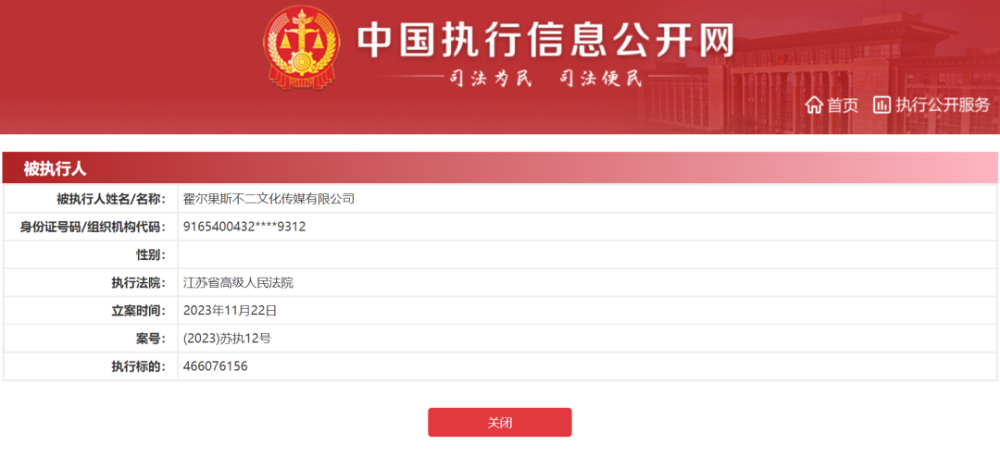 中国执行信息公开网
司法为民 司法便民
首页 执行公开服务
被执行人
被执行人姓名/名称： 霍尔果斯不二文化传媒有限公司
身份证号码/组织机构代码： 9165400432****9312
性别：
执行法院： 江苏省高级人民法院
立案时间： 2023年11月22日
案号： (2023)苏执12号
执行标的： 466076156
关闭